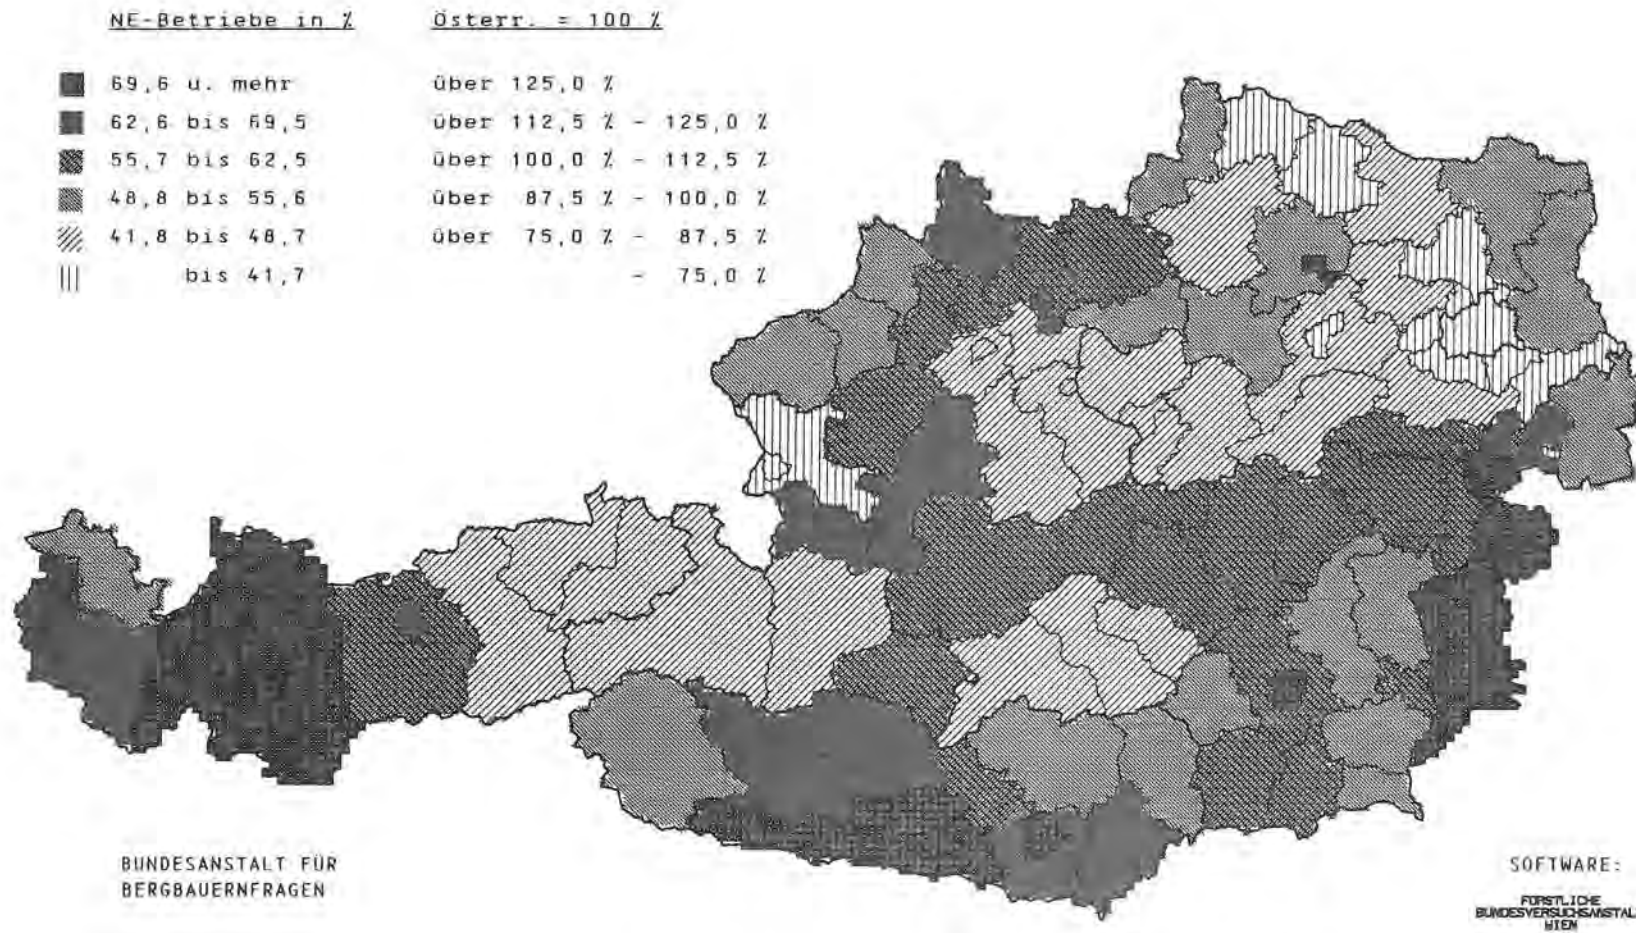 NE-Betriebe in % Österr. = 100 %
69,6 u. mehr über 125,0 %
62,6 bis 69,5 über 112,5 % - 125,0 %
55,7 bis 62,5 über 100,0 % - 112,5 %
48,8 bis 55,6 über 87,5 % - 100,0 %
41,8 bis 48,7 über 75,0 % - 87,5 %
bis 41,7 - 75,0 %
BUNDESANSTALT FÜR
BERGBAUERNFRAGEN
SOFTWARE:
FORSTLICHE
BUNDESVERSUCHSANSTAL
WIEN